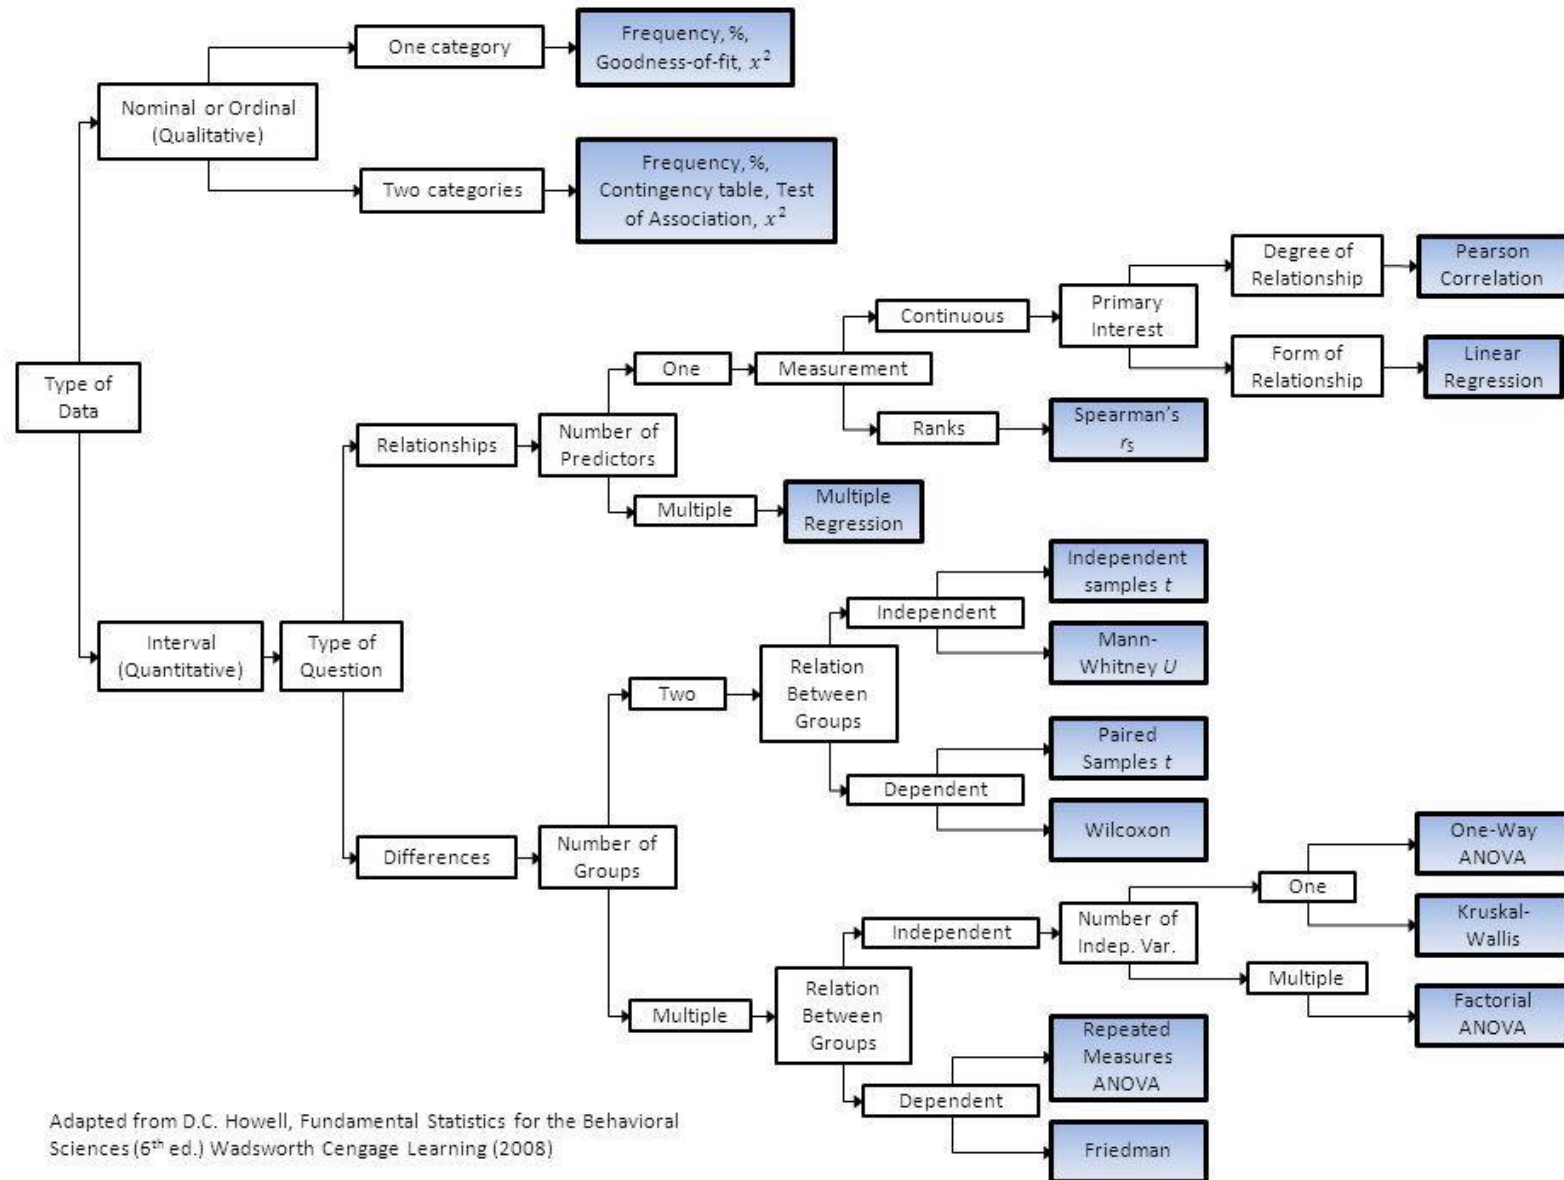 One category
Frequency, %,
Goodness-of-fit, x²
Nominal or Ordinal
(Qualitative)
Two categories
Frequency, %,
Contingency table, Test
of Association, x²
Type of
Data
Interval
(Quantitative)
Type of
Question
Relationships
Number of
Predictors
One
Measurement
Continuous
Primary
Interest
Degree of
Relationship
Pearson
Correlation
Form of
Relationship
Linear
Regression
Ranks
Spearman's
rs
Multiple
Multiple
Regression
Differences
Number of
Groups
Two
Relation
Between
Groups
Independent
Independent
samples t
Mann-
Whitney U
Dependent
Paired
Samples t
Wilcoxon
Multiple
Relation
Between
Groups
Independent
Number of
Indep. Var.
One
One-Way
ANOVA
Kruskal-
Wallis
Multiple
Factorial
ANOVA
Dependent
Repeated
Measures
ANOVA
Friedman
Adapted from D.C. Howell, Fundamental Statistics for the Behavioral
Sciences (6th ed.) Wadsworth Cengage Learning (2008)